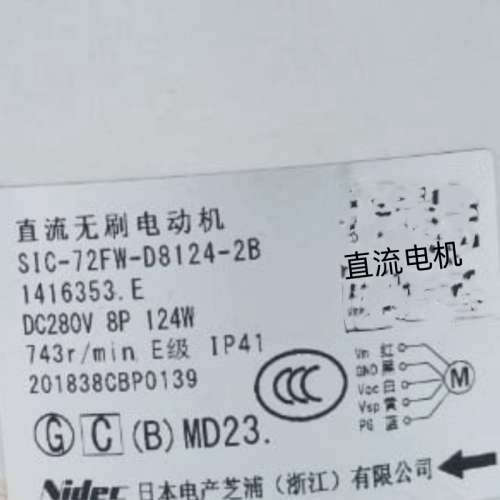 直流无刷电动机
SIC-72FW-D8124-2B
1416353.E
DC280V 8P 124W
743r/min E级 IP41
201838CBP0139
直流电机
CCC
Vm 红
GND 黑
Vcc 白
Vsp 黄
PG 蓝
M
G C (B) MD23.
Nidec 日本电产芝浦（浙江）有限公司